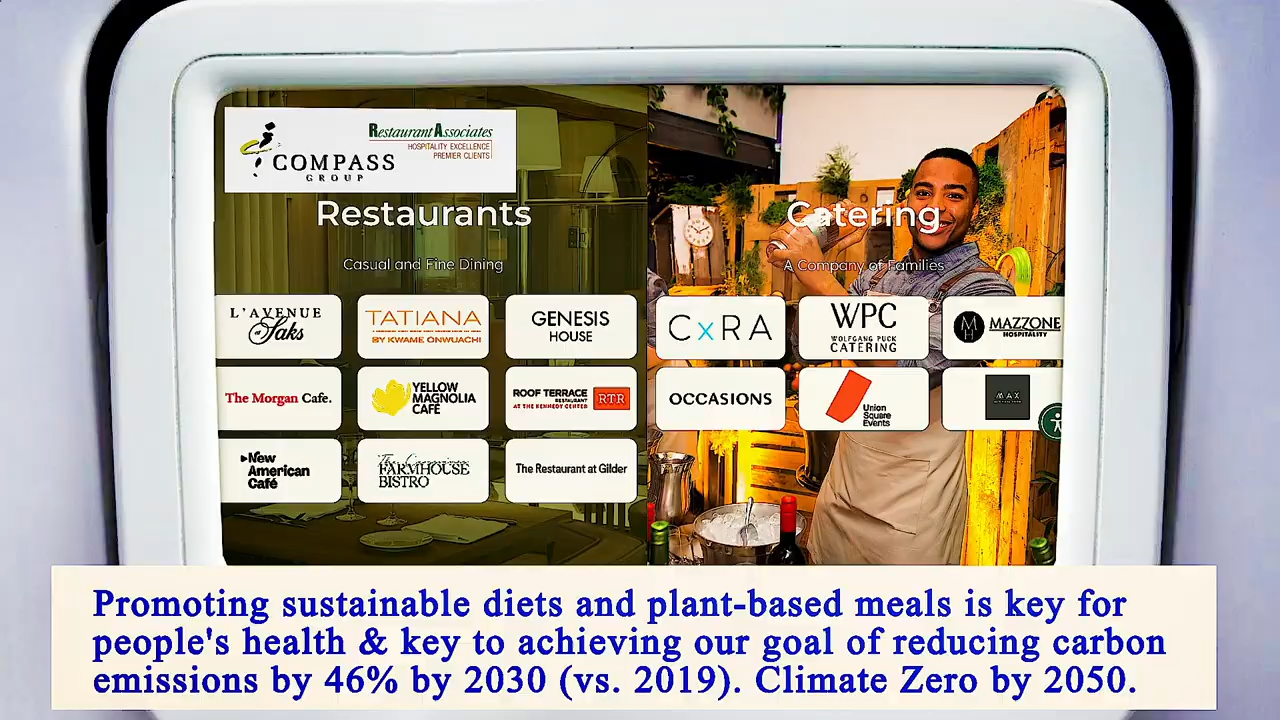 COMPASS
GROUP
Restaurant Associates
HOSPITALITY EXCELLENCE
PREMIER CLIENTS
Restaurants
Casual and Fine Dining
L'AVENUE
at Saks
TATIANA
BY KWAME ONWUACHI
GENESIS
HOUSE
The Morgan Cafe.
YELLOW
MAGNOLIA
CAFÉ
ROOF TERRACE
RESTAURANT
AT THE KENNEDY CENTER
RTR
New
American
Café
FARMHOUSE
BISTRO
The Restaurant at Gilder
Catering
A Company of Families
CxRA
WPC
WOLFGANG PUCK
CATERING
MH
MAZZONE
HOSPITALITY
OCCASIONS
Union
Square
Events
MAX
Promoting sustainable diets and plant-based meals is key for
people's health & key to achieving our goal of reducing carbon
emissions by 46% by 2030 (vs. 2019). Climate Zero by 2050.